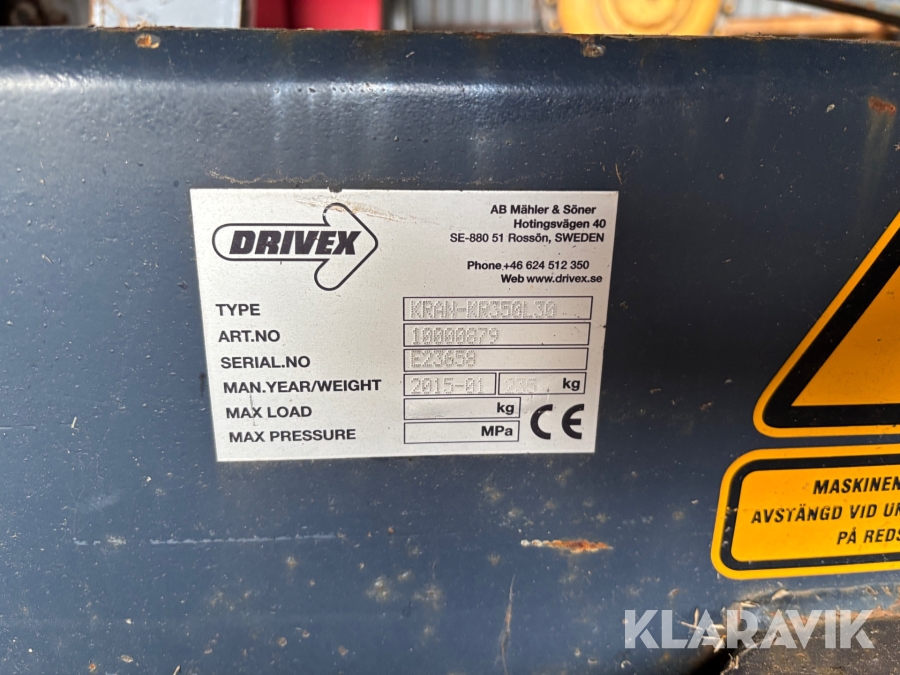 DRIVEX
AB Mähler & Söner
Hotingsvägen 40
SE-880 51 Rossön, SWEDEN
Phone +46 624 512 350
Web www.drivex.se
TYPE KRAN-KR350L30
ART.NO 10000879
SERIAL.NO E23658
MAN.YEAR/WEIGHT 2015-01 kg
MAX LOAD kg
MAX PRESSURE MPa
CE
MASKINEN
AVSTÄNGD VID
PÅ
KLARAVIK